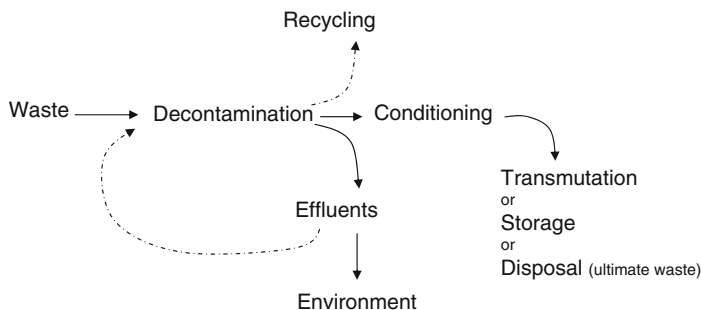 Recycling
Waste
Decontamination
Conditioning
Transmutation
or
Storage
or
Disposal (ultimate waste)
Effluents
Environment